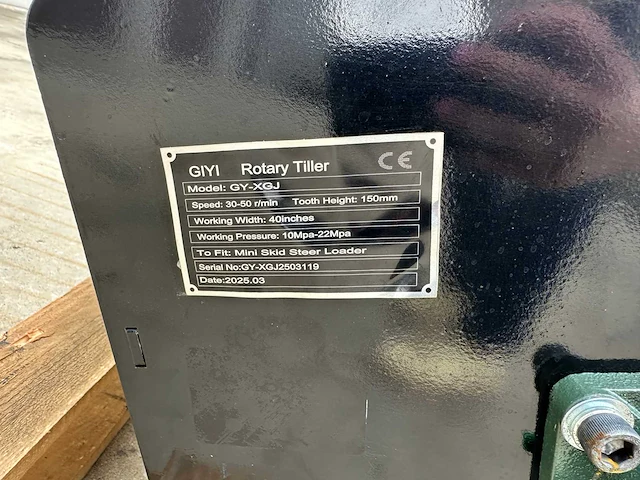 GIYI Rotary Tiller CE
Model: GY-XGJ
Speed: 30-50 r/min Tooth Height: 150mm
Working Width: 40inches
Working Pressure: 10Mpa-22Mpa
To Fit: Mini Skid Steer Loader
Serial No:GY-XGJ2503119
Date:2025.03